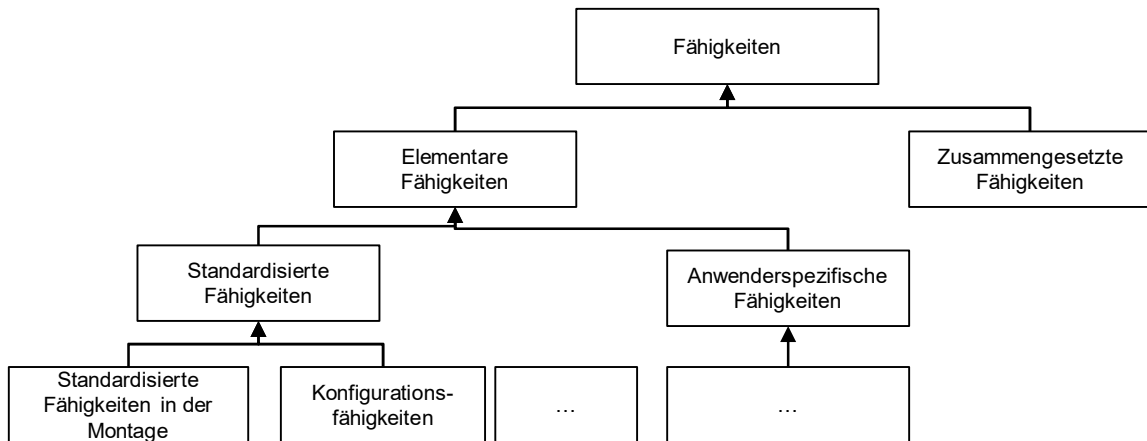 Fähigkeiten
Elementare
Fähigkeiten
Zusammengesetzte
Fähigkeiten
Standardisierte
Fähigkeiten
Anwenderspezifische
Fähigkeiten
Standardisierte
Fähigkeiten in der
Montage
Konfigurations-
fähigkeiten
…
…